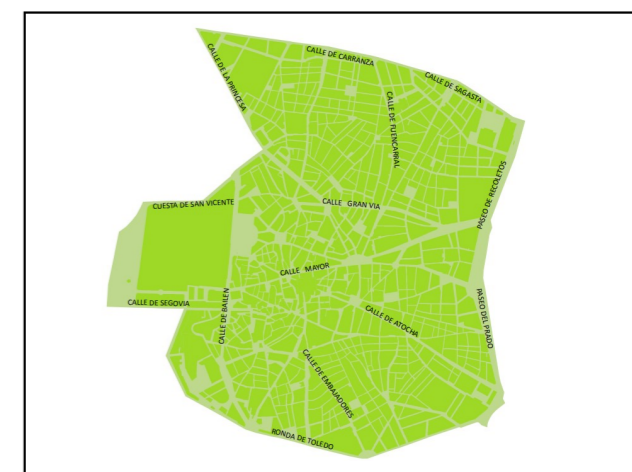 CALLE DE CARRANZA
CALLE DE LA PRINCESA
CALLE DE SAGASTA
CALLE DE FUENCARRAL
PASEO DE RECOLETOS
CUESTA DE SAN VICENTE
CALLE GRAN VIA
CALLE MAYOR
CALLE DE SEGOVIA
CALLE DE BAILEN
PASEO DEL PRADO
CALLE DE ATOCHA
CALLE DE EMBAJADORES
RONDA DE TOLEDO